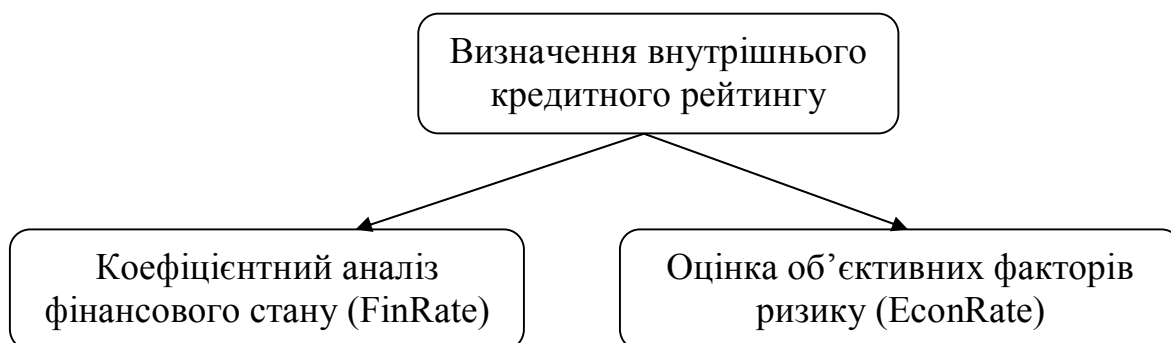 Визначення внутрішнього
кредитного рейтингу
Коефіцієнтний аналіз
фінансового стану (FinRate)
Оцінка об’єктивних факторів
ризику (EconRate)